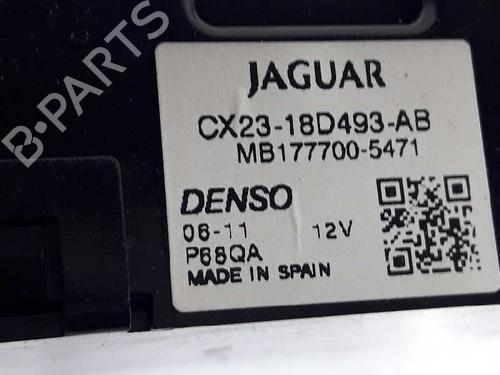 B-PARTS
JAGUAR
CX23-18D493-AB
MB177700-5471
DENSO
06-11 12V
P68QA
MADE IN SPAIN